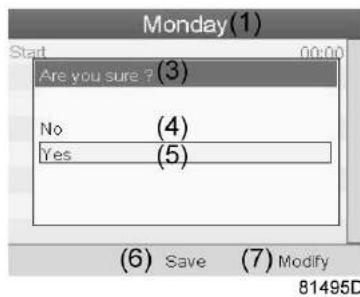 Monday(1)
Start 00:00
Are you sure ?(3)
No (4)
Yes (5)
(6) Save (7) Modify
81495D